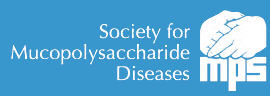 Society for
Mucopolysaccharide
Diseases
mps